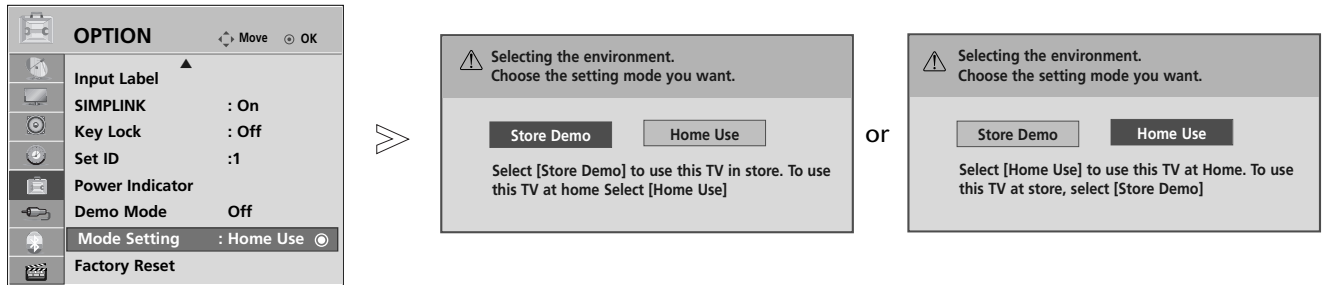 OPTION
Move
OK
Input Label
SIMPLINK : On
Key Lock : Off
Set ID :1
Power Indicator
Demo Mode Off
Mode Setting : Home Use
Factory Reset
Selecting the environment.
Choose the setting mode you want.
Store Demo Home Use
Select [Store Demo] to use this TV in store. To use
this TV at home Select [Home Use]
or
Selecting the environment.
Choose the setting mode you want.
Store Demo Home Use
Select [Home Use] to use this TV at Home. To use
this TV at store, select [Store Demo]